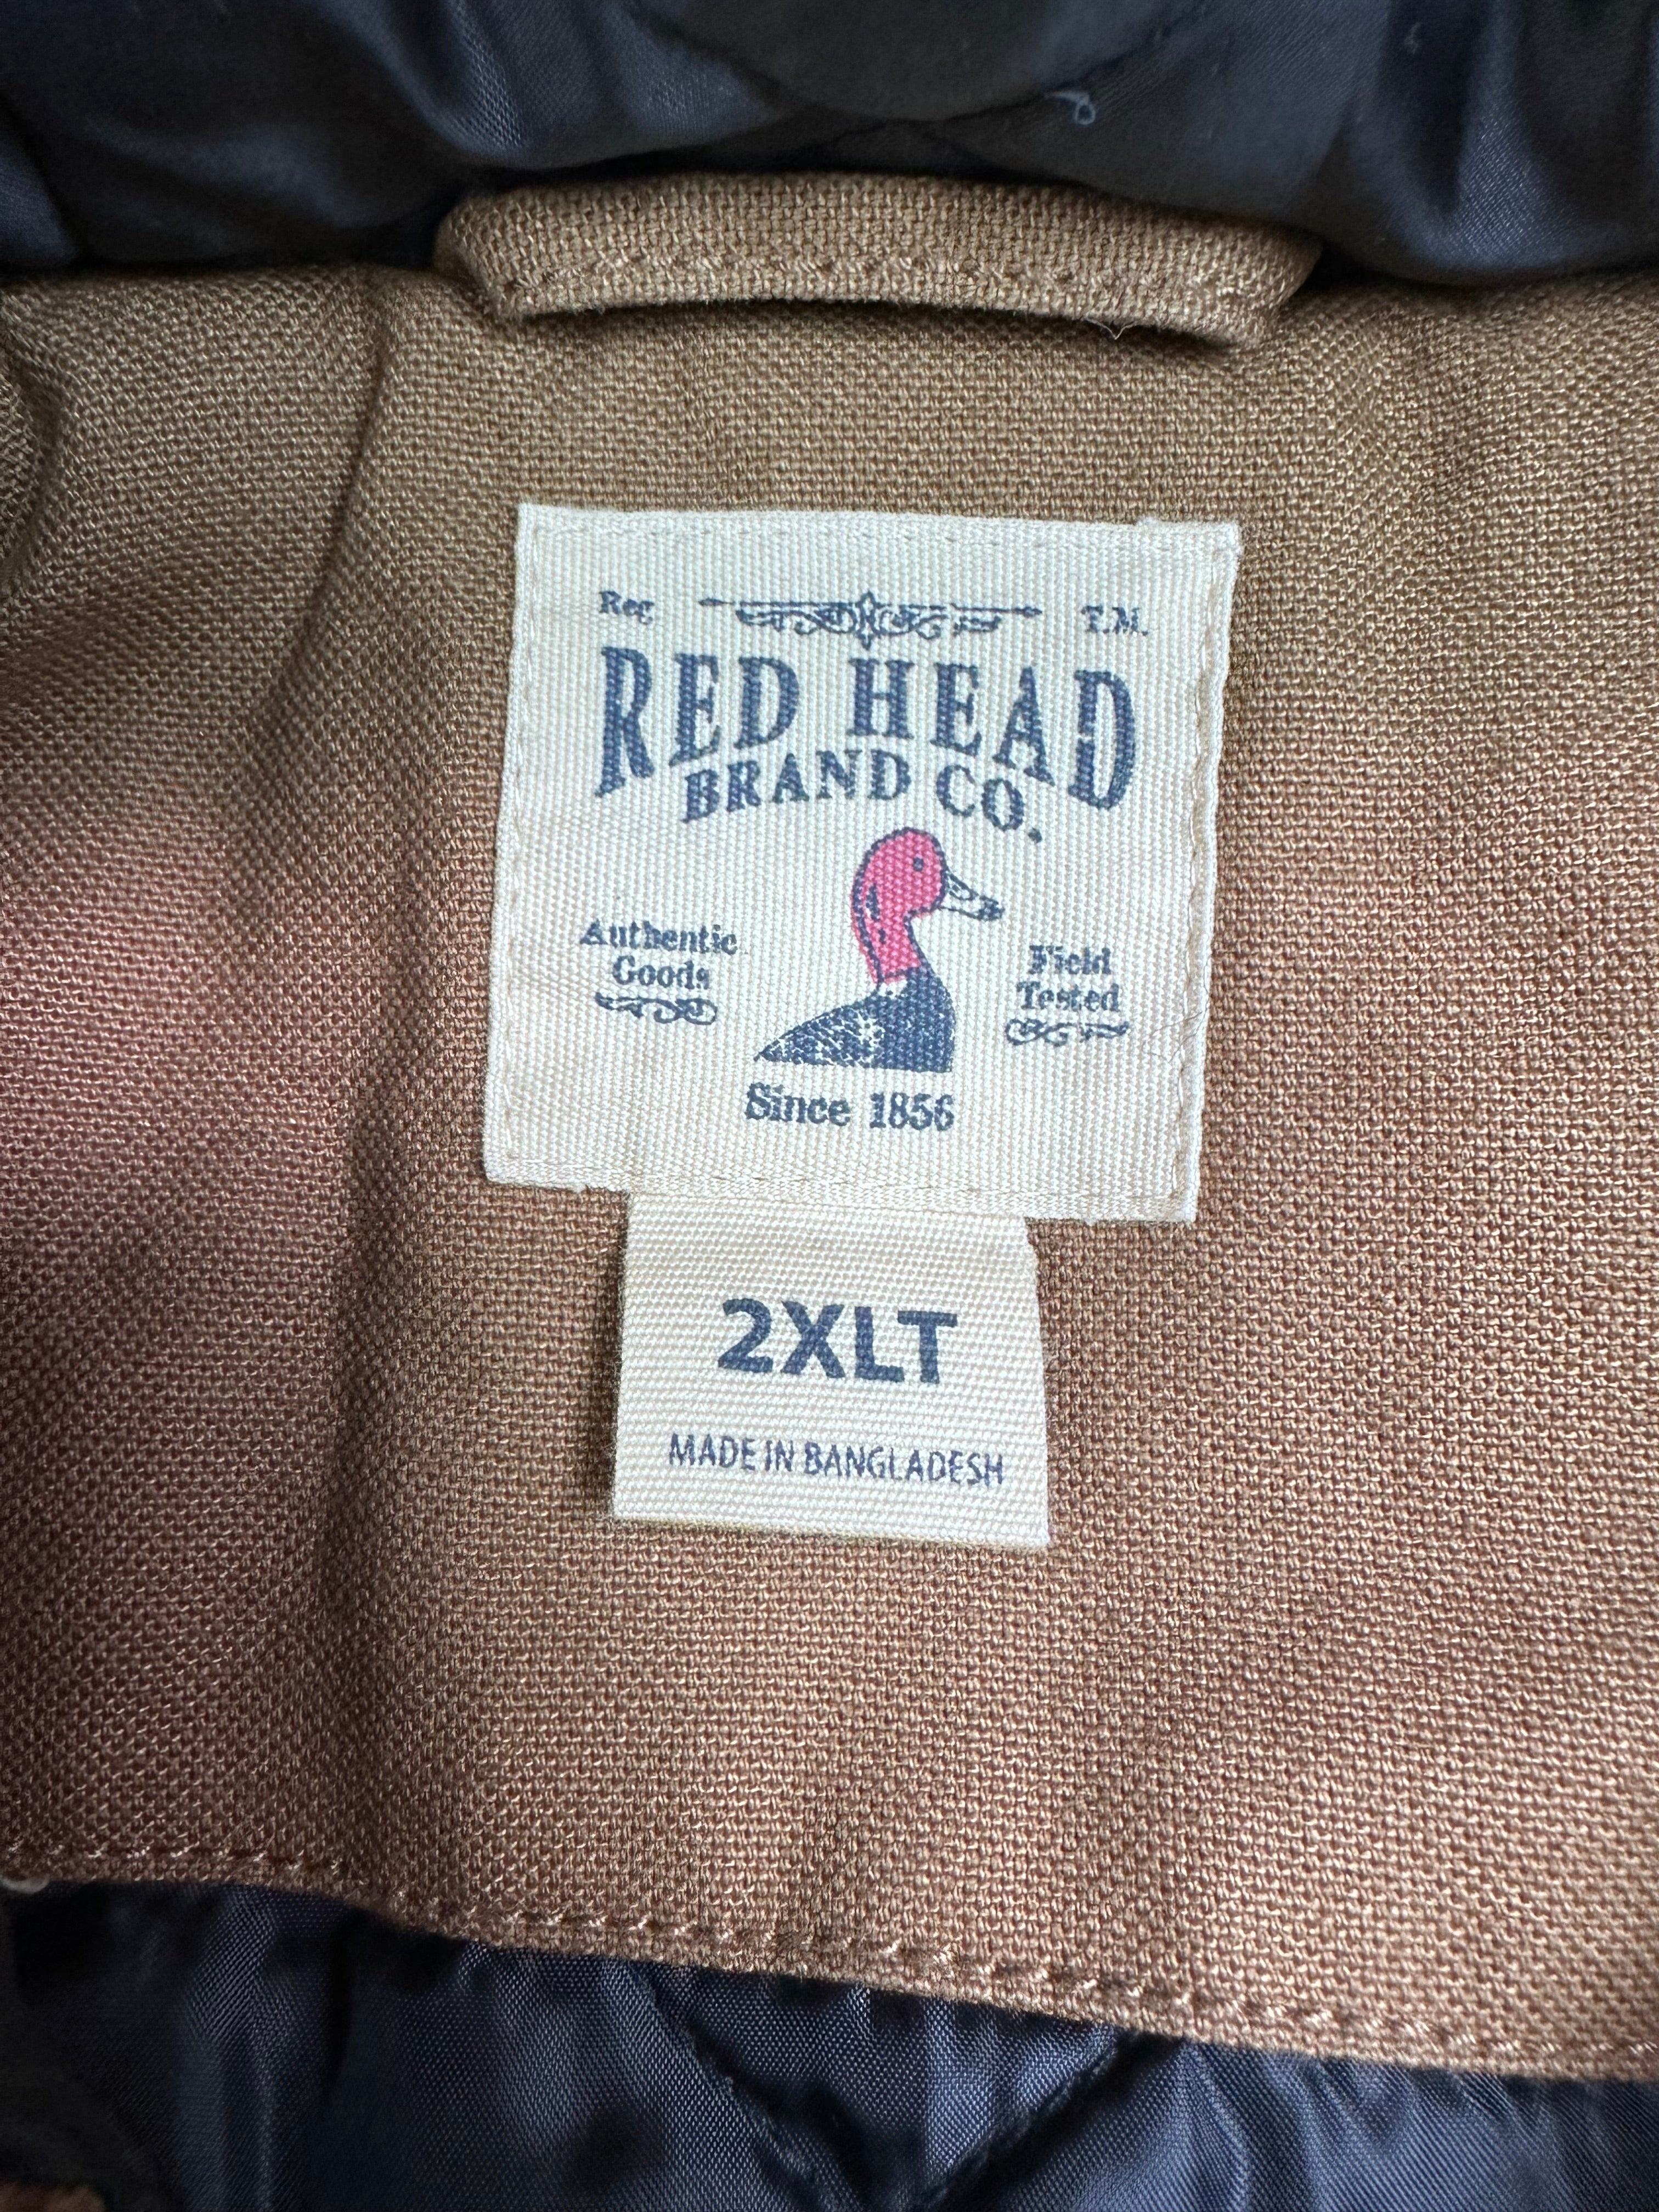 Reg. T.M.
RED HEAD
BRAND CO.
Authentic
Goods
Field
Tested
Since 1856
2XLT
MADE IN BANGLADESH